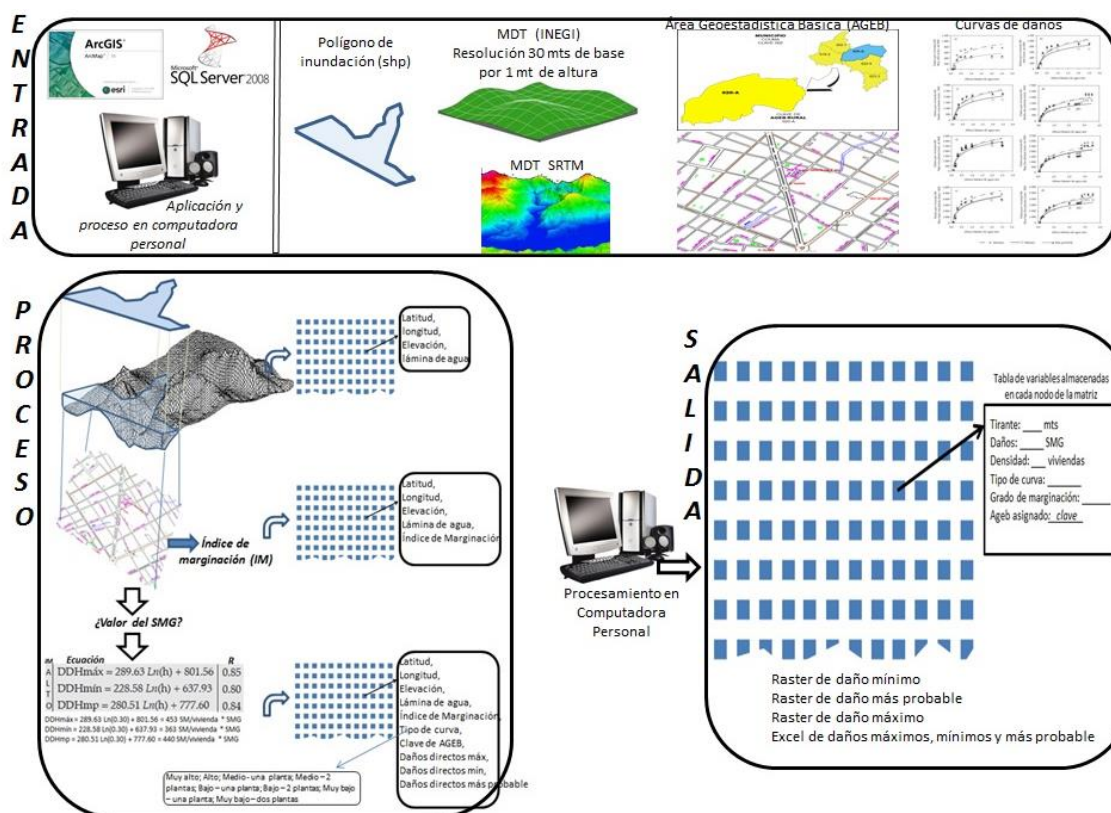 ENTRADA
ArcGIS
ArcMap
esri
Microsoft
SQL Server 2008
Aplicación y
proceso en computadora
personal
Polígono de
inundación (shp)
MDT (INEGI)
Resolución 30 mts de base
por 1 mt de altura
MDT SRTM
Área Geoestadística Básica (AGEB)
MUNICIPIO
Curvas de daños
PROCESO
Latitud,
longitud,
Elevación,
lámina de agua
Índice de
marginación (IM)
Latitud,
Longitud,
Elevación,
Lámina de agua,
Índice de Marginación
¿Valor del SMG?
IM Ecuación R
ALTO
DDHmáx = 289.63 Ln(h) + 801.56 0.85
DDHmín = 228.58 Ln(h) + 637.93 0.80
DDHmp = 280.51 Ln(h) + 777.60 0.84
DDHmax = 289.63 Ln(0.30) + 801.56 = 453 SM/vivienda * SMG
DDHmin = 228.58 Ln(0.30) + 637.93 = 363 SM/vivienda * SMG
DDHmp = 280.51 Ln(0.30) + 777.60 = 440 SM/vivienda * SMG
Latitud,
Longitud,
Elevación,
Lámina de agua,
Índice de Marginación,
Tipo de curva,
Clave de AGEB,
Daños directos máx,
Daños directos mín,
Daños directos más probable
Muy alto; Alto; Medio - una planta; Medio – 2
plantas; Bajo – una planta; Bajo – 2 plantas; Muy bajo
– una planta; Muy bajo – dos plantas
Procesamiento en
Computadora
Personal
SALIDA
Tabla de variables almacenadas
en cada nodo de la matriz
Tirante: ____ mts
Daños: _____ SMG
Densidad: ___ viviendas
Tipo de curva: _______
Grado de marginación: _____
Ageb asignado: _clave_
Raster de daño mínimo
Raster de daño más probable
Raster de daño máximo
Excel de daños máximos, mínimos y más probable